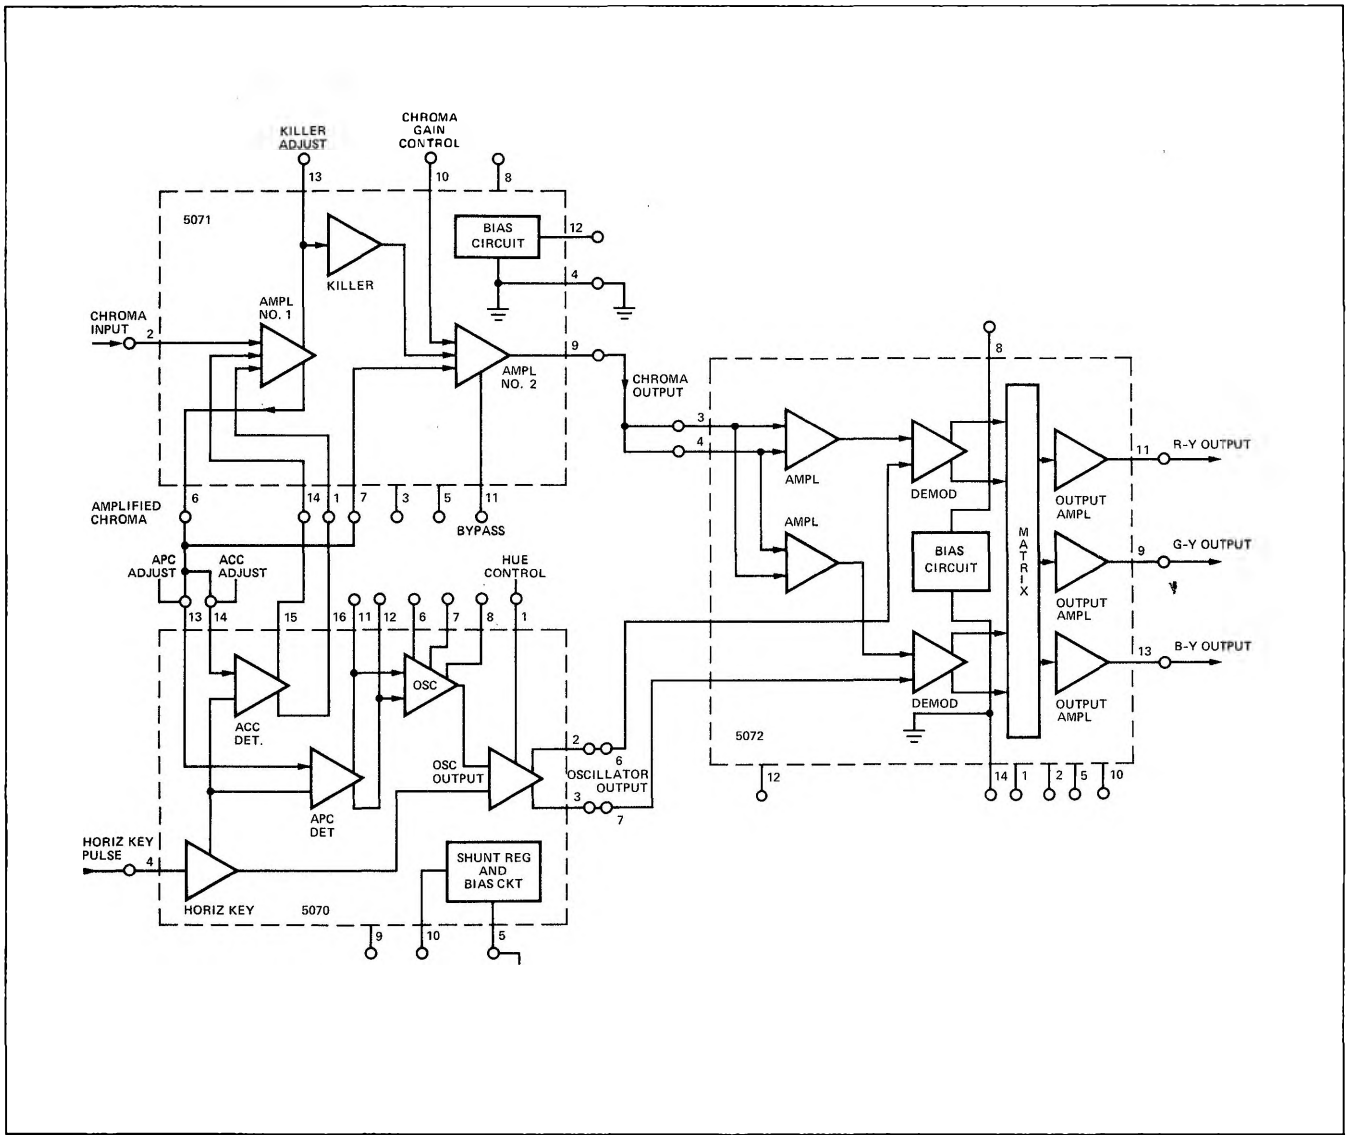 KILLER
ADJUST
CHROMA
GAIN
CONTROL
13
10
8
5071
BIAS
CIRCUIT
12
4
KILLER
AMPL
NO. 1
CHROMA
INPUT
2
9
AMPL
NO. 2
CHROMA
OUTPUT
8
3
4
AMPL
DEMOD
11
R-Y OUTPUT
OUTPUT
AMPL
6
14
1
7
3
5
11
AMPLIFIED
CHROMA
BYPASS
AMPL
BIAS
CIRCUIT
MATRIX
9
G-Y OUTPUT
OUTPUT
AMPL
APC
ADJUST
ACC
ADJUST
HUE
CONTROL
13
14
15
16
11
12
6
7
8
1
OSC
ACC
DET.
DEMOD
13
B-Y OUTPUT
OUTPUT
AMPL
5072
2
6
OSC
OUTPUT
OSCILLATOR
OUTPUT
3
7
12
14
1
2
5
10
APC
DET
HORIZ KEY
PULSE
4
SHUNT REG
AND
BIAS CKT
HORIZ KEY
5070
9
10
5